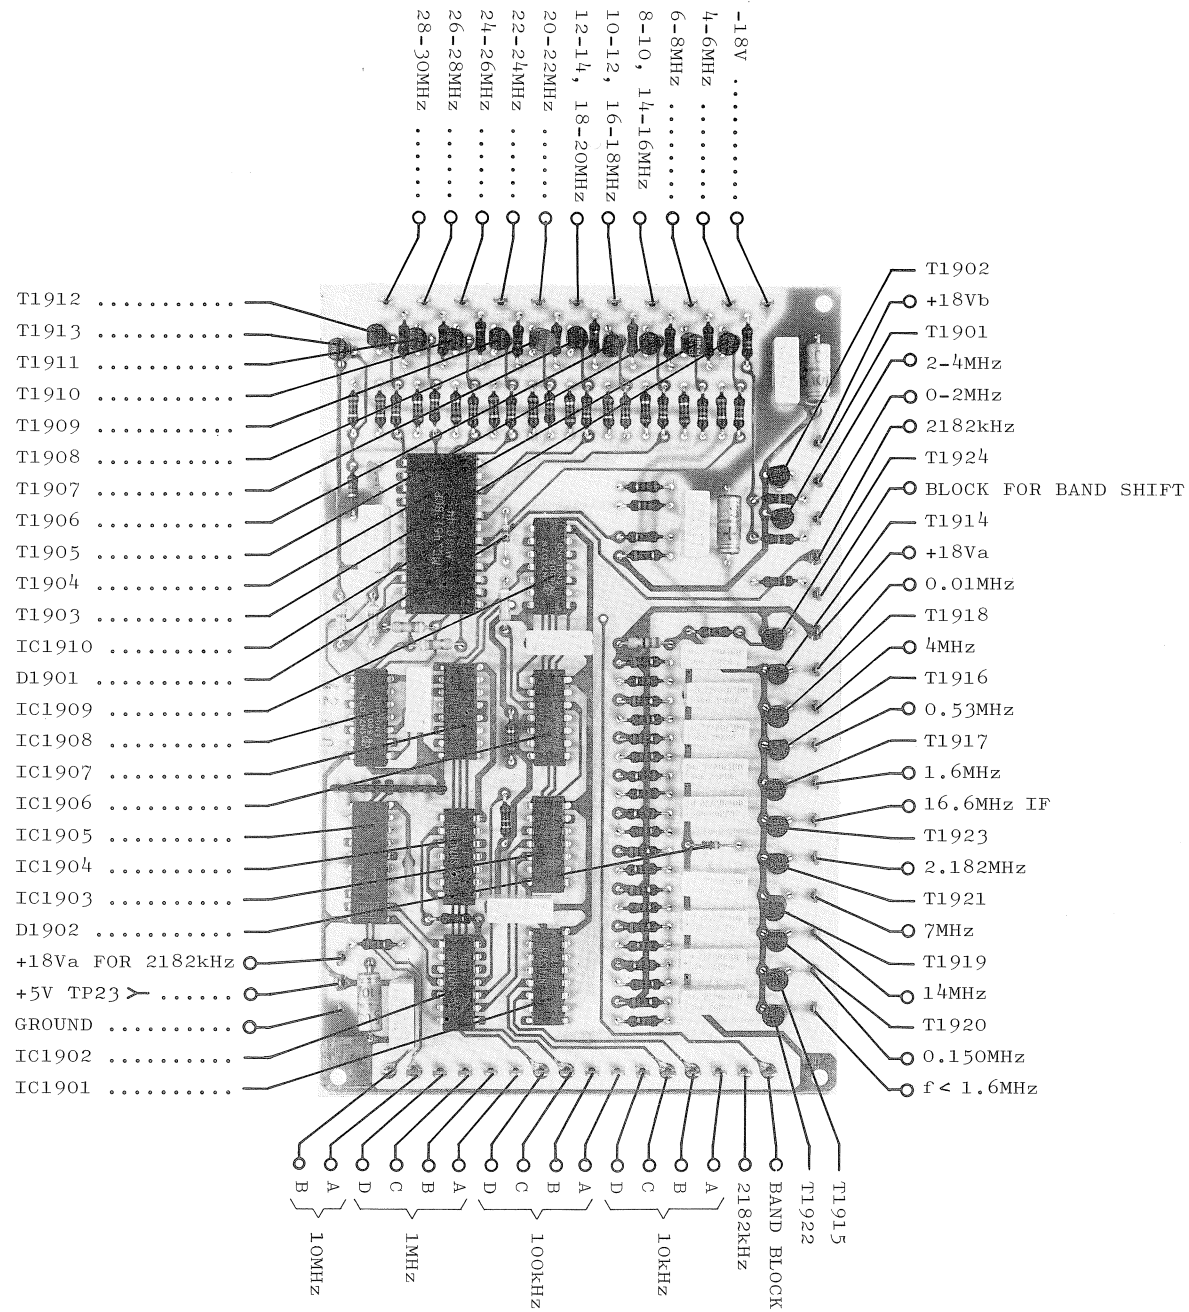 28-30MHz ......
26-28MHz ......
24-26MHz ......
22-24MHz ......
20-22MHz ......
12-14, 18-20MHz
10-12, 16-18MHz
8-10, 14-16MHz
6-8MHz .........
4-6MHz .........
-18V ............
T1912 ...........
T1913 ...........
T1911 ...........
T1910 ...........
T1909 ...........
T1908 ...........
T1907 ...........
T1906 ...........
T1905 ...........
T1904 ...........
T1903 ...........
IC1910 ..........
D1901 ...........
IC1909 ..........
IC1908 ..........
IC1907 ..........
IC1906 ..........
IC1905 ..........
IC1904 ..........
IC1903 ..........
D1902 ...........
+18Va FOR 2182kHz
+5V TP23 ......
GROUND ..........
IC1902 ..........
IC1901 ..........
T1902
+18Vb
T1901
2-4MHz
0-2MHz
2182kHz
T1924
BLOCK FOR BAND SHIFT
T1914
+18Va
0.01MHz
T1918
4MHz
T1916
0.53MHz
T1917
1.6MHz
16.6MHz IF
T1923
2.182MHz
T1921
7MHz
T1919
14MHz
T1920
0.150MHz
f< 1.6MHz
B
A
10MHz
D
C
B
A
1MHz
D
C
B
A
100kHz
D
C
B
A
10kHz
2182kHz
BAND BLOCK
T1922
T1915